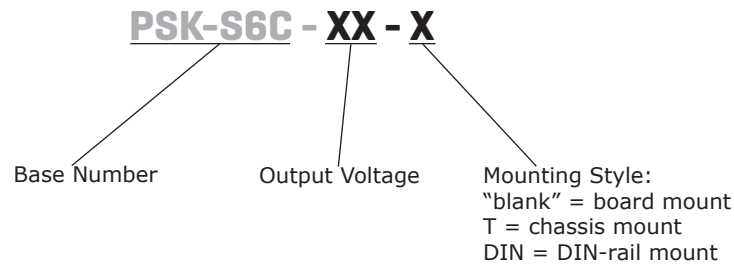 PSK-S6C - XX - X
Base Number
Output Voltage
Mounting Style:
"blank" = board mount
T = chassis mount
DIN = DIN-rail mount